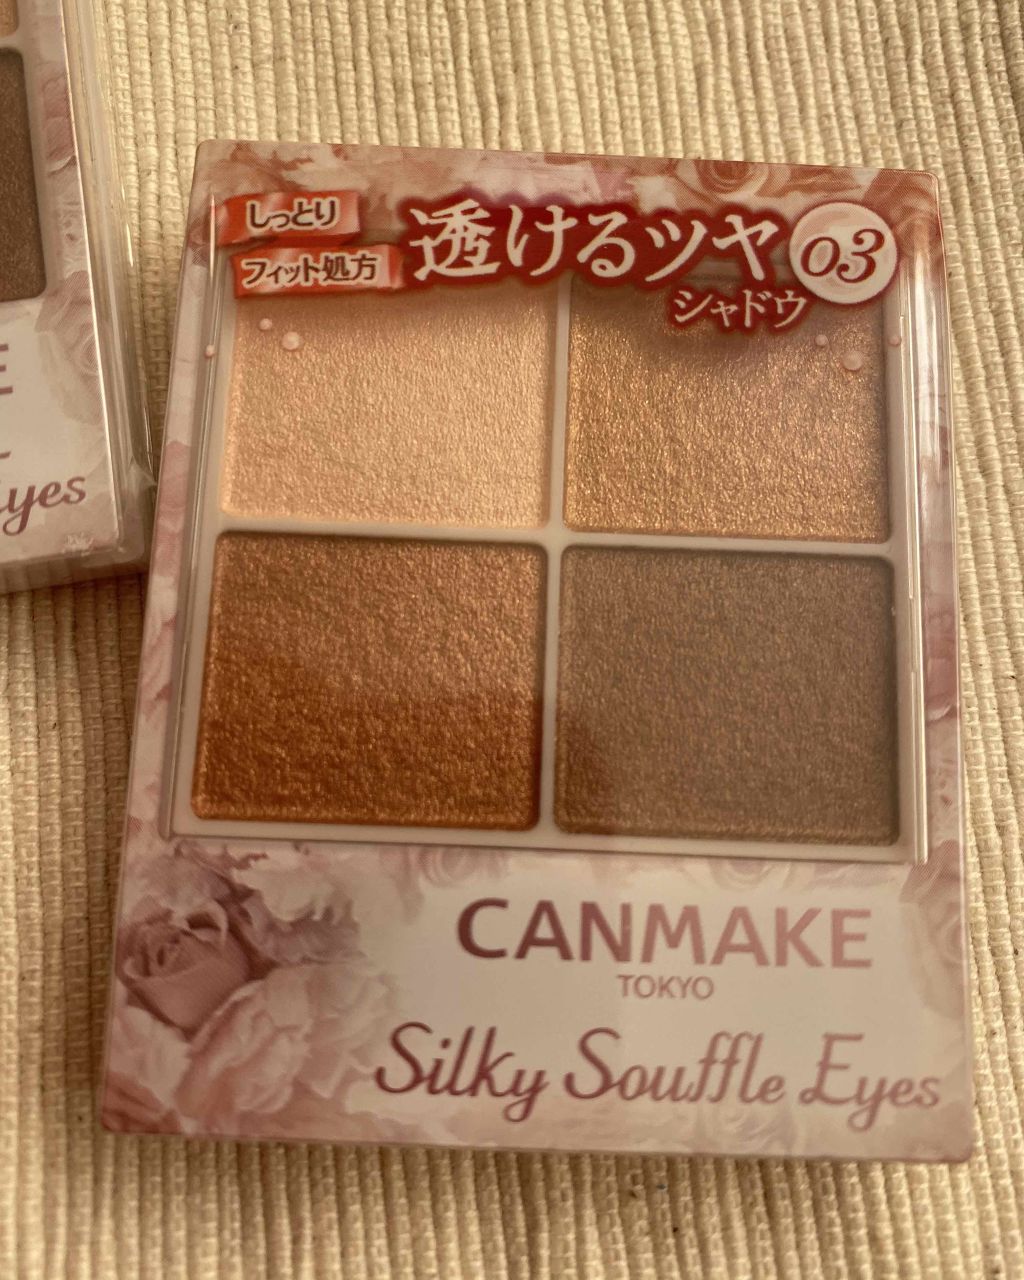 しっとり
フィット処方
透けるツヤ
シャドウ
03
CANMAKE
TOKYO
Silky Souffle Eyes
E
Eyes